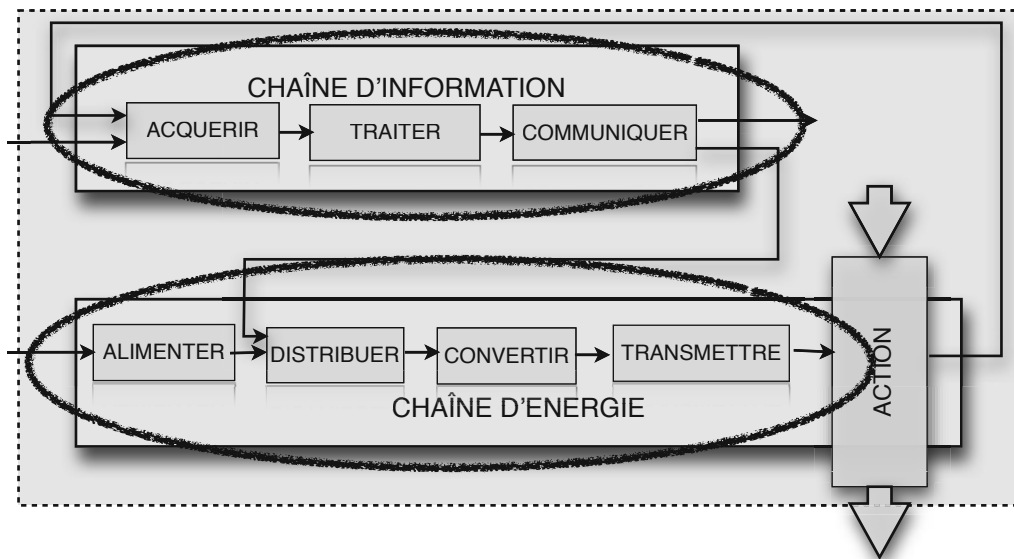 CHAÎNE D'INFORMATION
ACQUERIR
TRAITER
COMMUNIQUER
ALIMENTER
DISTRIBUER
CONVERTIR
TRANSMETTRE
ACTION
CHAÎNE D'ENERGIE